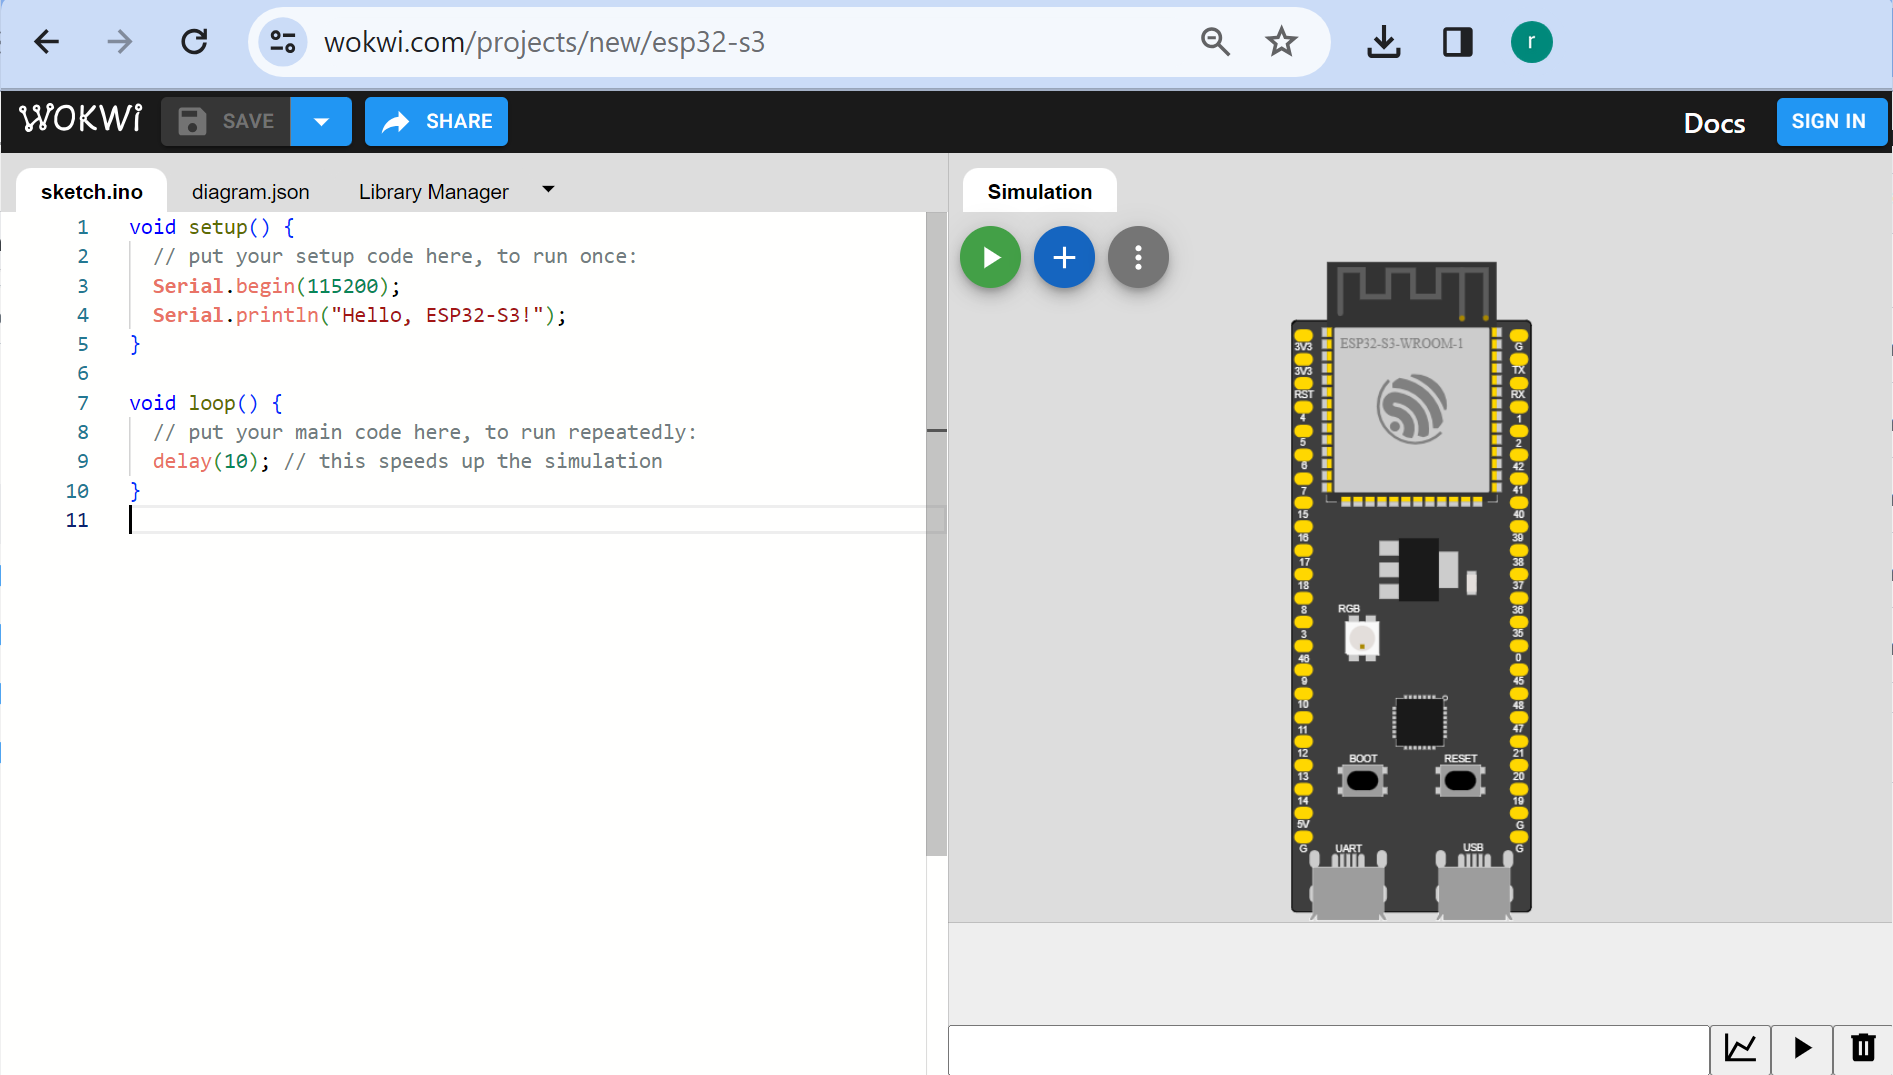 wokwi.com/projects/new/esp32-s3
r
WOKWi
SAVE
SHARE
Docs
SIGN IN
sketch.ino
diagram.json
Library Manager
1 void setup() {
2 // put your setup code here, to run once:
3 Serial.begin(115200);
4 Serial.println("Hello, ESP32-S3!");
5 }
6
7 void loop() {
8 // put your main code here, to run repeatedly:
9 delay(10); // this speeds up the simulation
10 }
11
Simulation
ESP32-S3-WROOM-1
3V3
3V3
RST
4
5
6
7
15
16
17
18
8
3
46
9
10
11
12
13
14
5V
G
G
TX
RX
1
2
42
41
40
39
38
37
36
35
0
45
48
47
21
20
19
G
G
RGB
BOOT
RESET
UART
USB